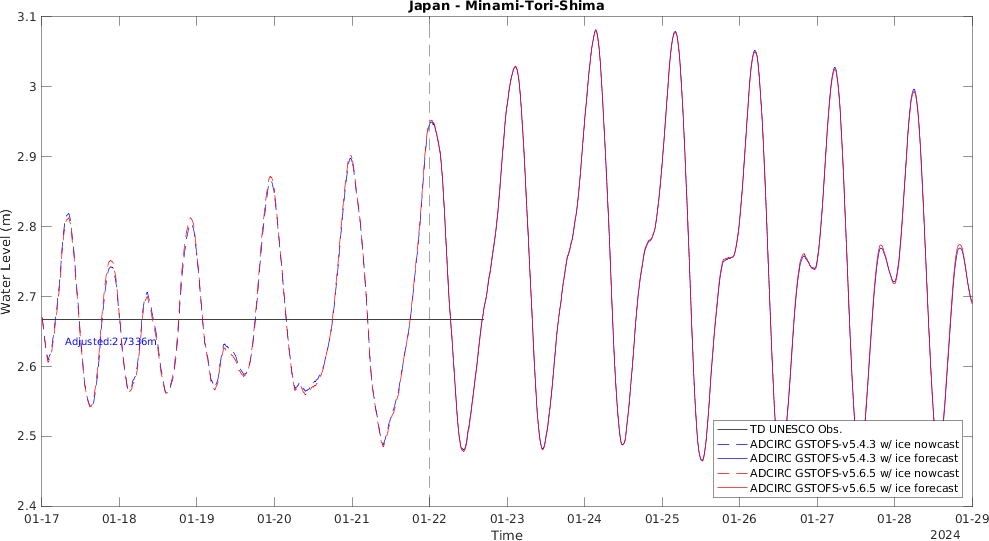 Japan - Minami-Tori-Shima
3.1
3
2.9
2.8
2.7
2.6
2.5
2.4
Water Level (m)
Adjusted:2.7336m
TD UNESCO Obs.
ADCIRC GSTOFS-v5.4.3 w/ ice nowcast
ADCIRC GSTOFS-v5.4.3 w/ ice forecast
ADCIRC GSTOFS-v5.6.5 w/ ice nowcast
ADCIRC GSTOFS-v5.6.5 w/ ice forecast
01-17 01-18 01-19 01-20 01-21 01-22 01-23 01-24 01-25 01-26 01-27 01-28 01-29
Time
2024